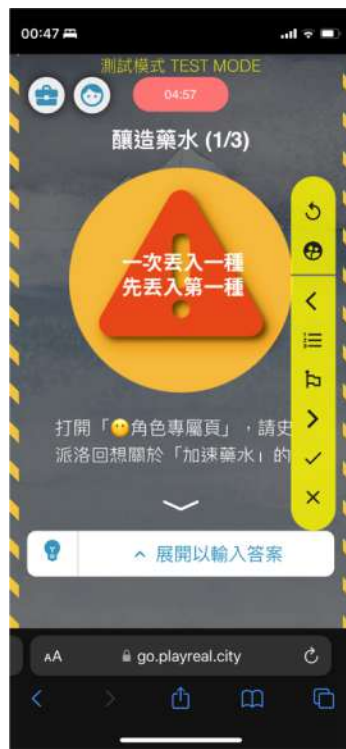 00:47
測試模式 TEST MODE
04:57
釀造藥水 (1/3)
一次丟入一種
先丟入第一種
打開「😶角色專屬頁」，請史
派洛回想關於「加速藥水」的
展開以輸入答案
AA
go.playreal.city